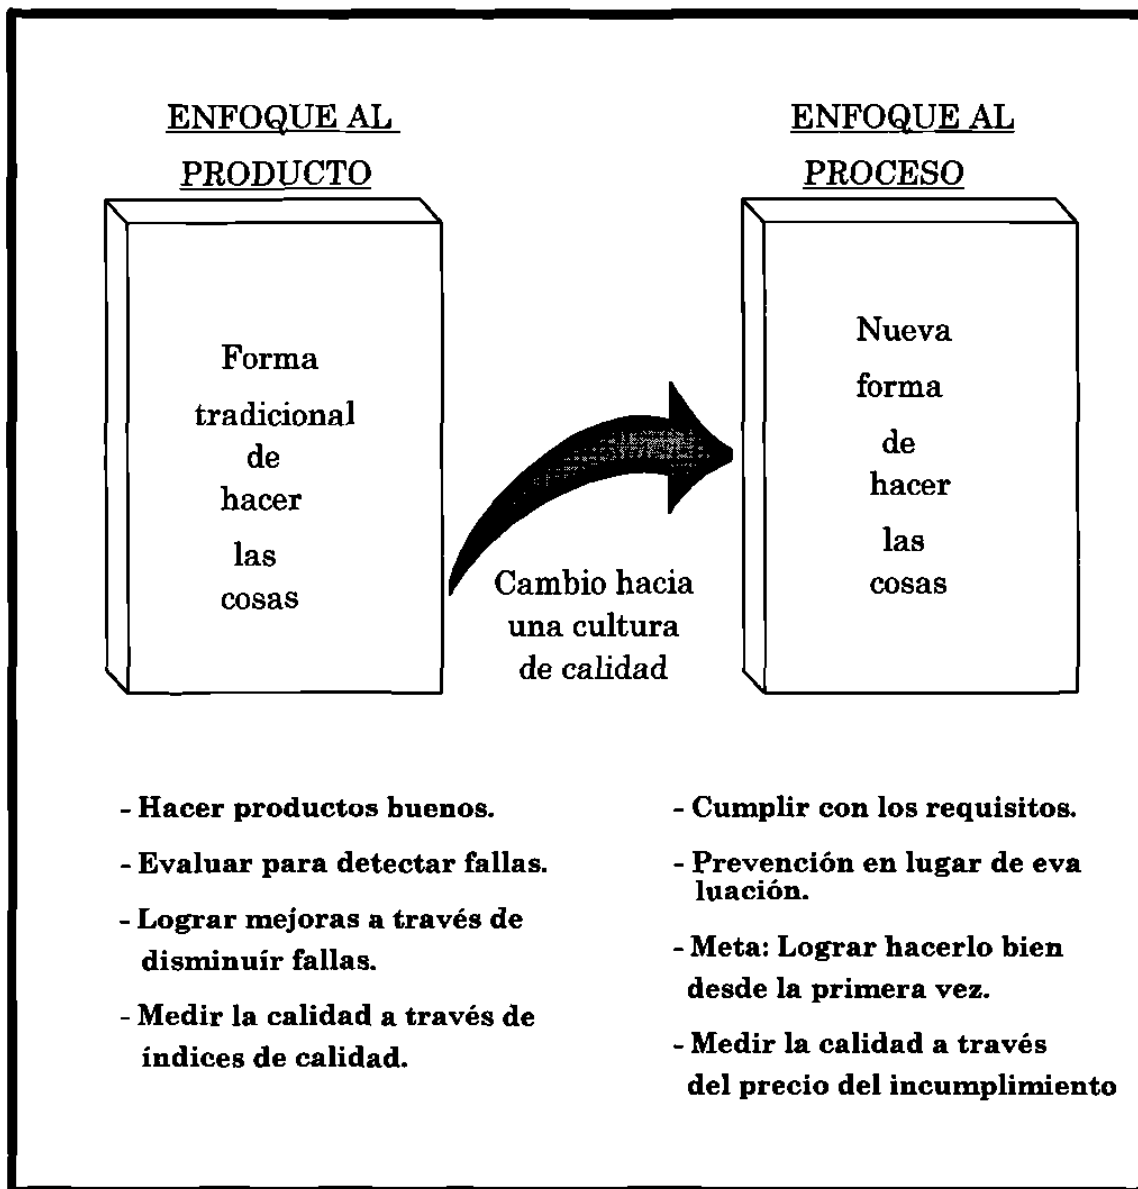 ENFOQUE AL
PRODUCTO
Forma
tradicional
de
hacer
las
cosas
Cambio hacia
una cultura
de calidad
ENFOQUE AL
PROCESO
Nueva
forma
de
hacer
las
cosas
- Hacer productos buenos.
- Evaluar para detectar fallas.
- Lograr mejoras a través de
disminuír fallas.
- Medir la calidad a través de
índices de calidad.
- Cumplir con los requisitos.
- Prevención en lugar de eva
luación.
- Meta: Lograr hacerlo bien
desde la primera vez.
- Medir la calidad a través
del precio del incumplimiento